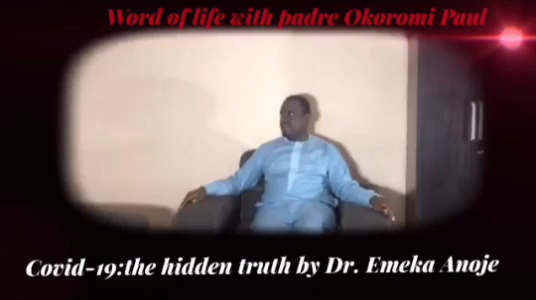 Word of life with padre Okoromi Paul
Covid-19:the hidden truth by Dr. Emeka Anoje